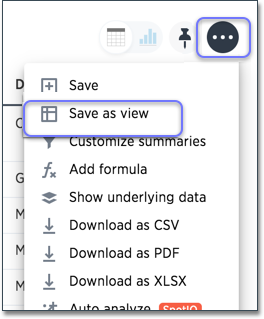 D
C
Save
Save as view
Customize summaries
G
Add formula
Show underlying data
M
Download as CSV
M
Download as PDF
M
Download as XLSX
Auto analyze SpotIQ